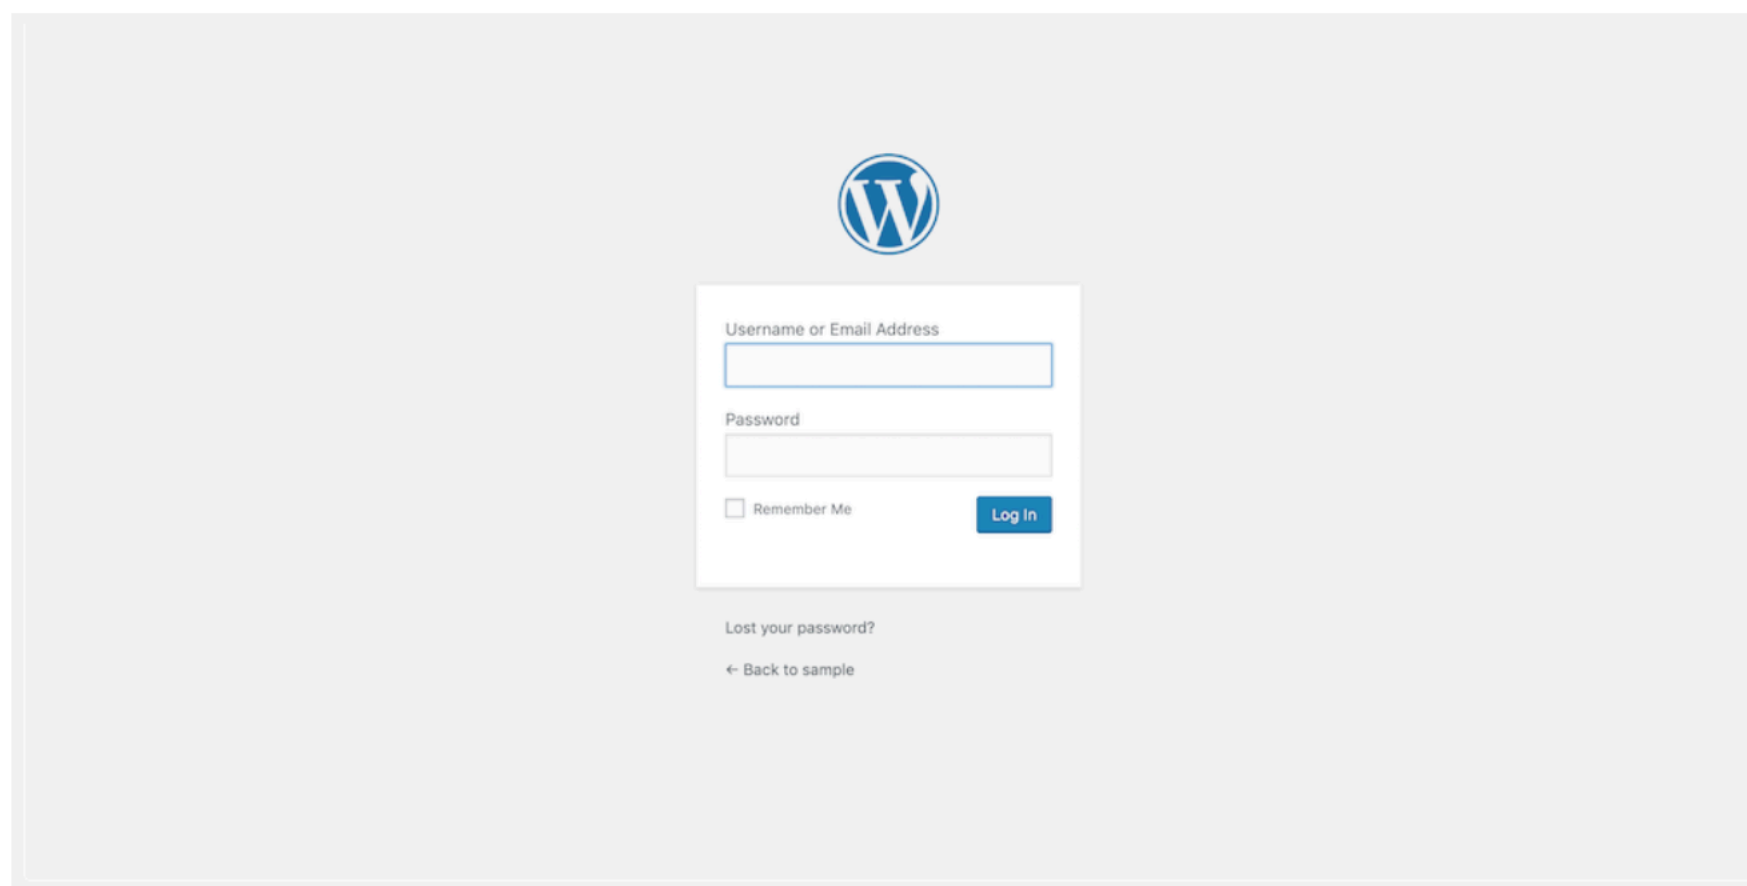 Username or Email Address
Password
Remember Me
Log In
Lost your password?
← Back to sample